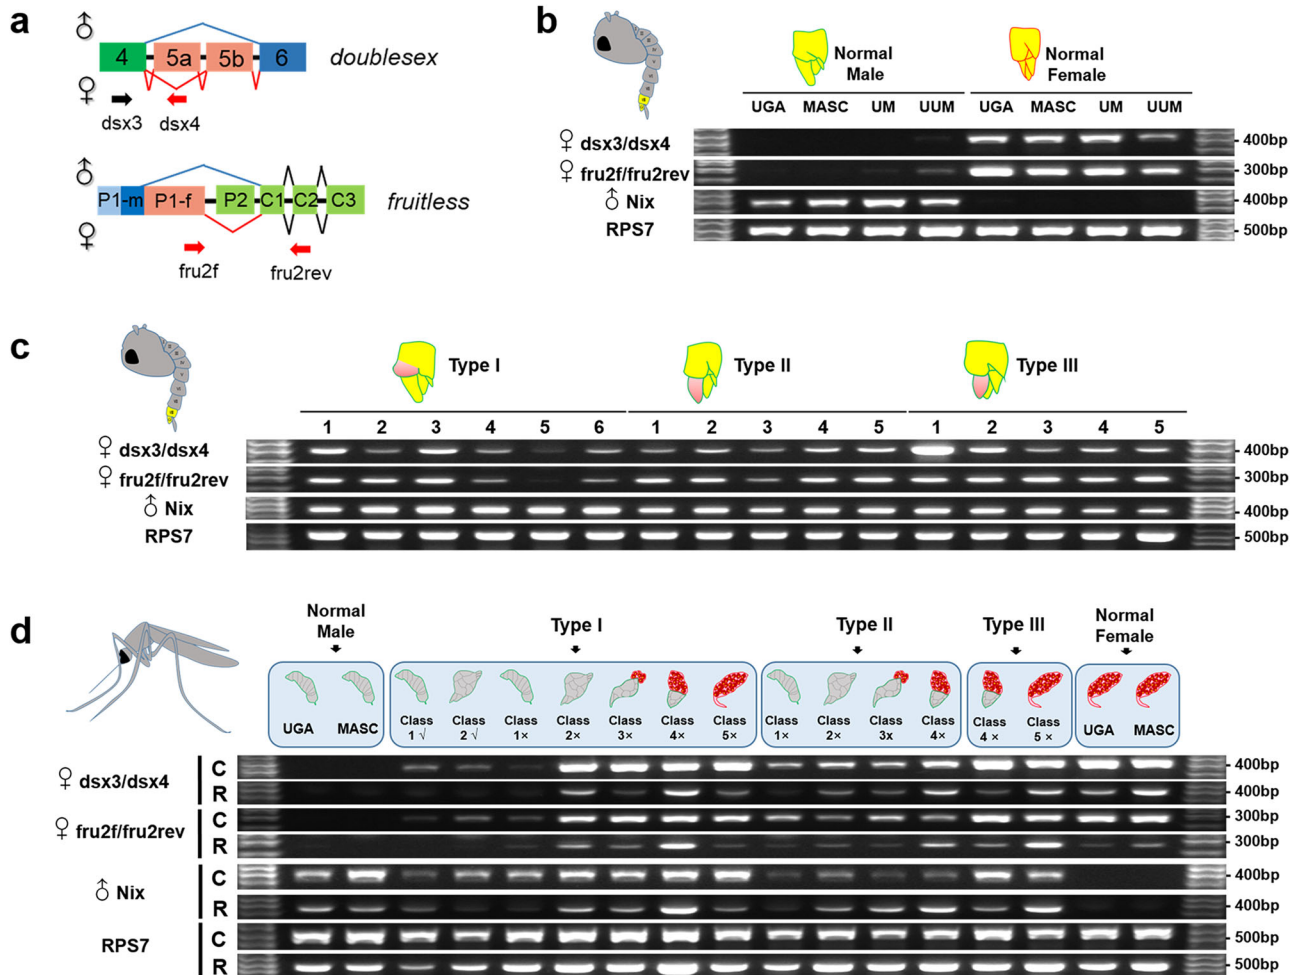 a
♂
4 5a 5b 6 doublesex
♀
dsx3 dsx4
♂
P1-m P1-f P2 C1 C2 C3 fruitless
♀
fru2f fru2rev
b
Normal Male Normal Female
UGA MASC UM UUM UGA MASC UM UUM
♀ dsx3/dsx4 400bp
♀ fru2f/fru2rev 300bp
♂ Nix 400bp
RPS7 500bp
c
Type I Type II Type III
1 2 3 4 5 6 1 2 3 4 5 1 2 3 4 5
♀ dsx3/dsx4 400bp
♀ fru2f/fru2rev 300bp
♂ Nix 400bp
RPS7 500bp
d
Normal Male Type I Type II Type III Normal Female
UGA MASC Class 1 √ Class 2 √ Class 1× Class 2× Class 3× Class 4× Class 5× Class 1× Class 2× Class 3x Class 4× Class 4 × Class 5 × UGA MASC
♀ dsx3/dsx4 C 400bp
R 400bp
♀ fru2f/fru2rev C 300bp
R 300bp
♂ Nix C 400bp
R 400bp
RPS7 C 500bp
R 500bp